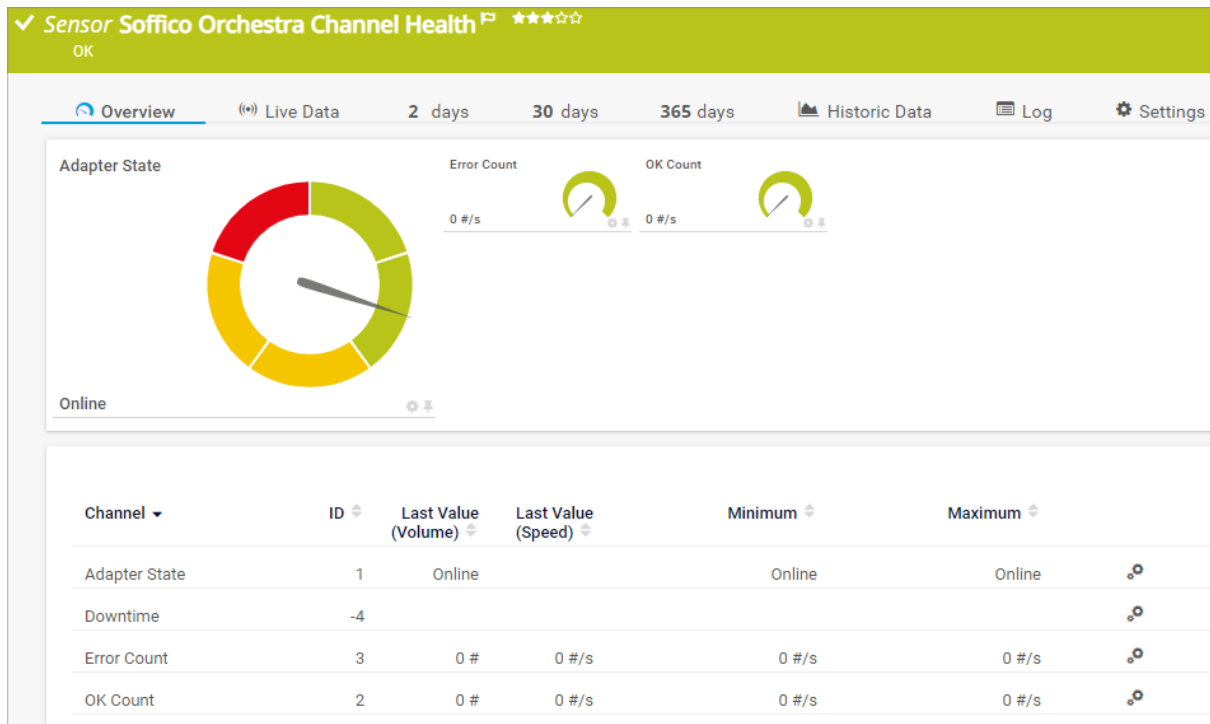 Sensor Soffico Orchestra Channel Health
OK
Overview Live Data 2 days 30 days 365 days Historic Data Log Settings
Adapter State
Error Count
OK Count
0 #/s
0 #/s
Online
Channel ID Last Value (Volume) Last Value (Speed) Minimum Maximum
Adapter State 1 Online Online Online
Downtime -4
Error Count 3 0 # 0 #/s 0 #/s 0 #/s
OK Count 2 0 # 0 #/s 0 #/s 0 #/s